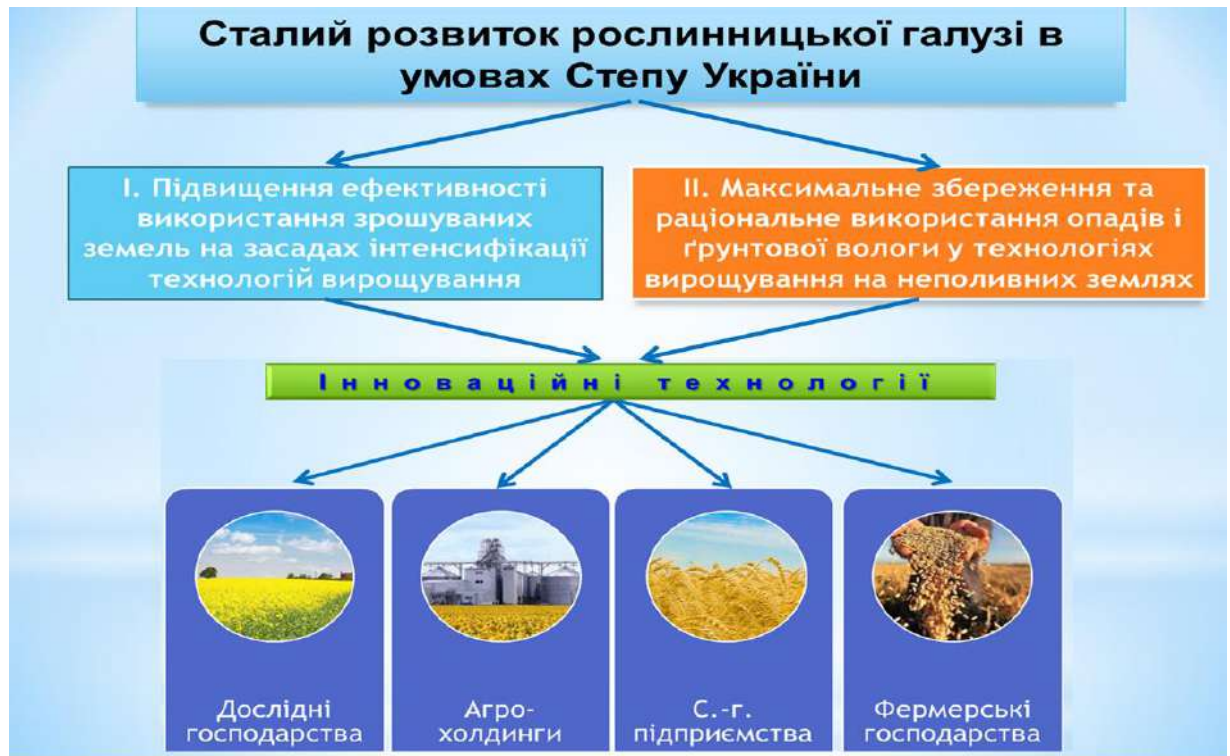 Сталий розвиток рослинницької галузі в
умовах Степу України
І. Підвищення ефективності
використання зрошуваних
земель на засадах інтенсифікації
технологій вирощування
ІІ. Максимальне збереження та
раціональне використання опадів і
ґрунтової вологи у технологіях
вирощування на неполивних землях
Інноваційні технології
Дослідні
господарства
Агро-
холдинги
С.-г.
підприємства
Фермерські
господарства